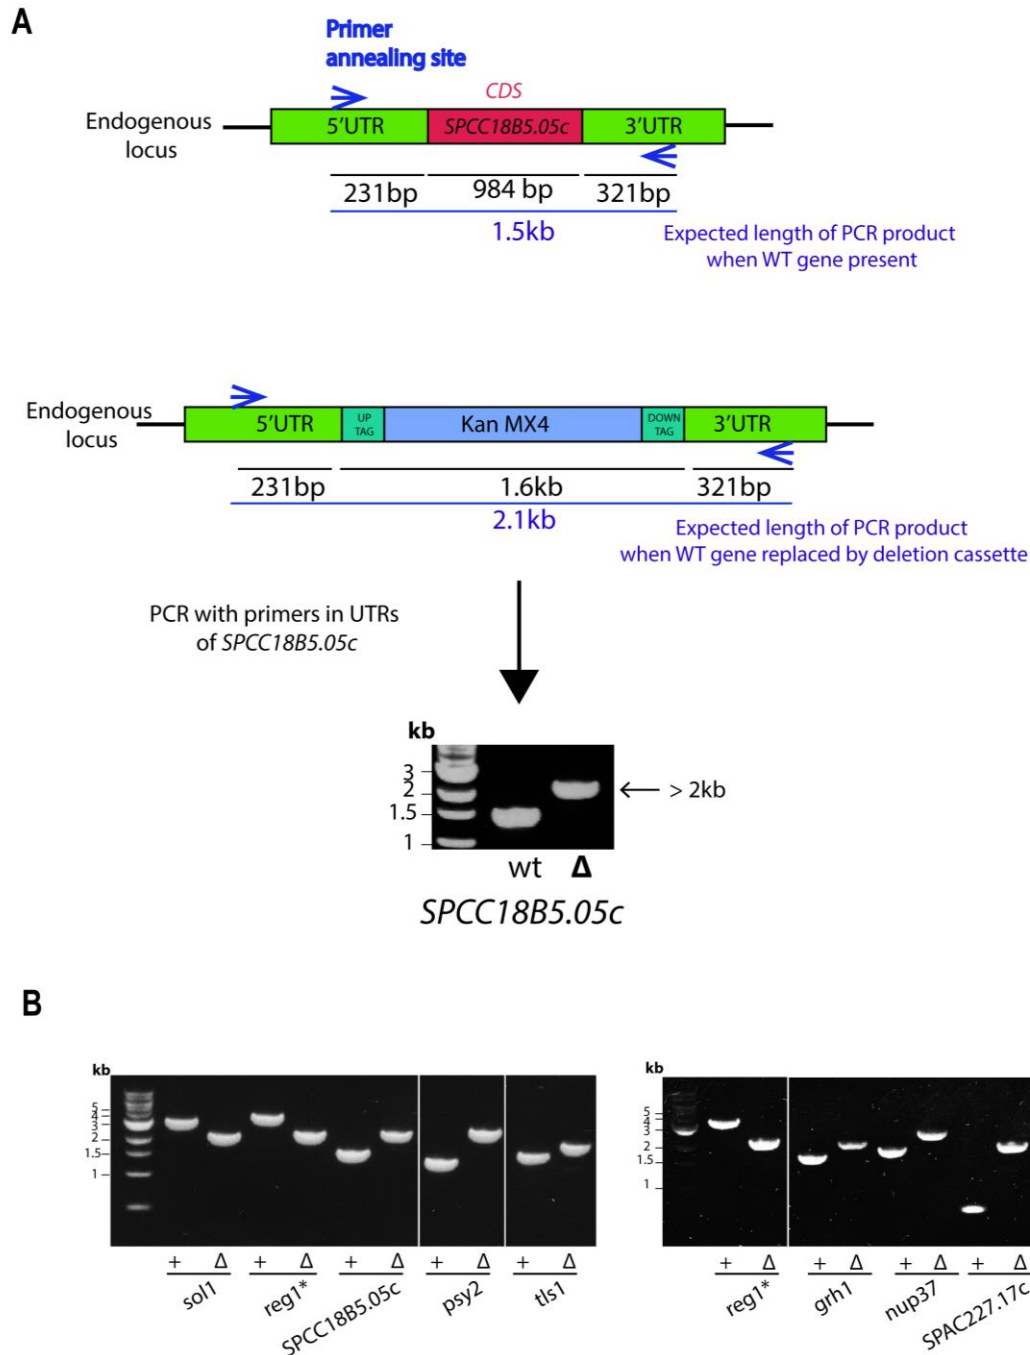 A
Primer
annealing site
CDS
Endogenous
locus
5'UTR
SPCC18B5.05c
3'UTR
231bp
984 bp
321bp
1.5kb
Expected length of PCR product
when WT gene present
Endogenous
locus
5'UTR
UP
TAG
Kan MX4
DOWN
TAG
3'UTR
231bp
1.6kb
321bp
2.1kb
Expected length of PCR product
when WT gene replaced by deletion cassette
PCR with primers in UTRs
of SPCC18B5.05c
kb
3
2
1.5
1
> 2kb
wt Δ
SPCC18B5.05c
B
kb
5
4
3
2
1.5
1
+ Δ + Δ + Δ + Δ + Δ
sol1 reg1* SPCC18B5.05c psy2 tls1
kb
5
4
3
2
1.5
1
+ Δ + Δ + Δ + Δ
reg1* grh1 nup37 SPAC227.17c